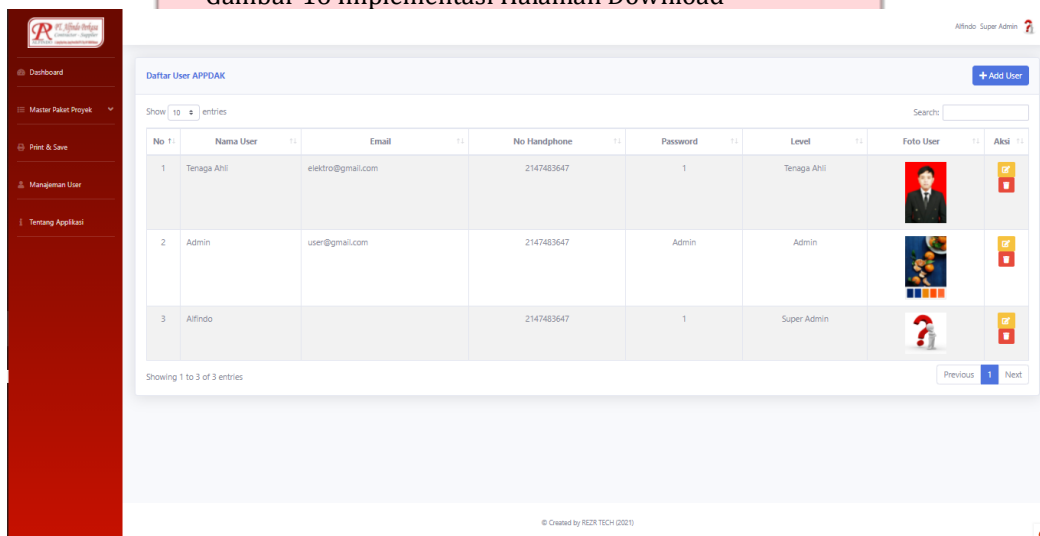 Gambar 16 Implementasi Halaman Download
PT. Alfindo Perkasa
Alfindo Super Admin
Dashboard
Master Paket Proyek
Print & Save
Manajeman User
Tentang Applikasi
Daftar User APPDAK
+ Add User
Show 10 entries
Search:
No Nama User Email No Handphone Password Level Foto User Aksi
1 Tenaga Ahli elektro@gmail.com 2147483647 1 Tenaga Ahli
2 Admin user@gmail.com 2147483647 Admin Admin
3 Alfindo 2147483647 1 Super Admin
Showing 1 to 3 of 3 entries
Previous 1 Next
© Created by REZR TECH (2021)